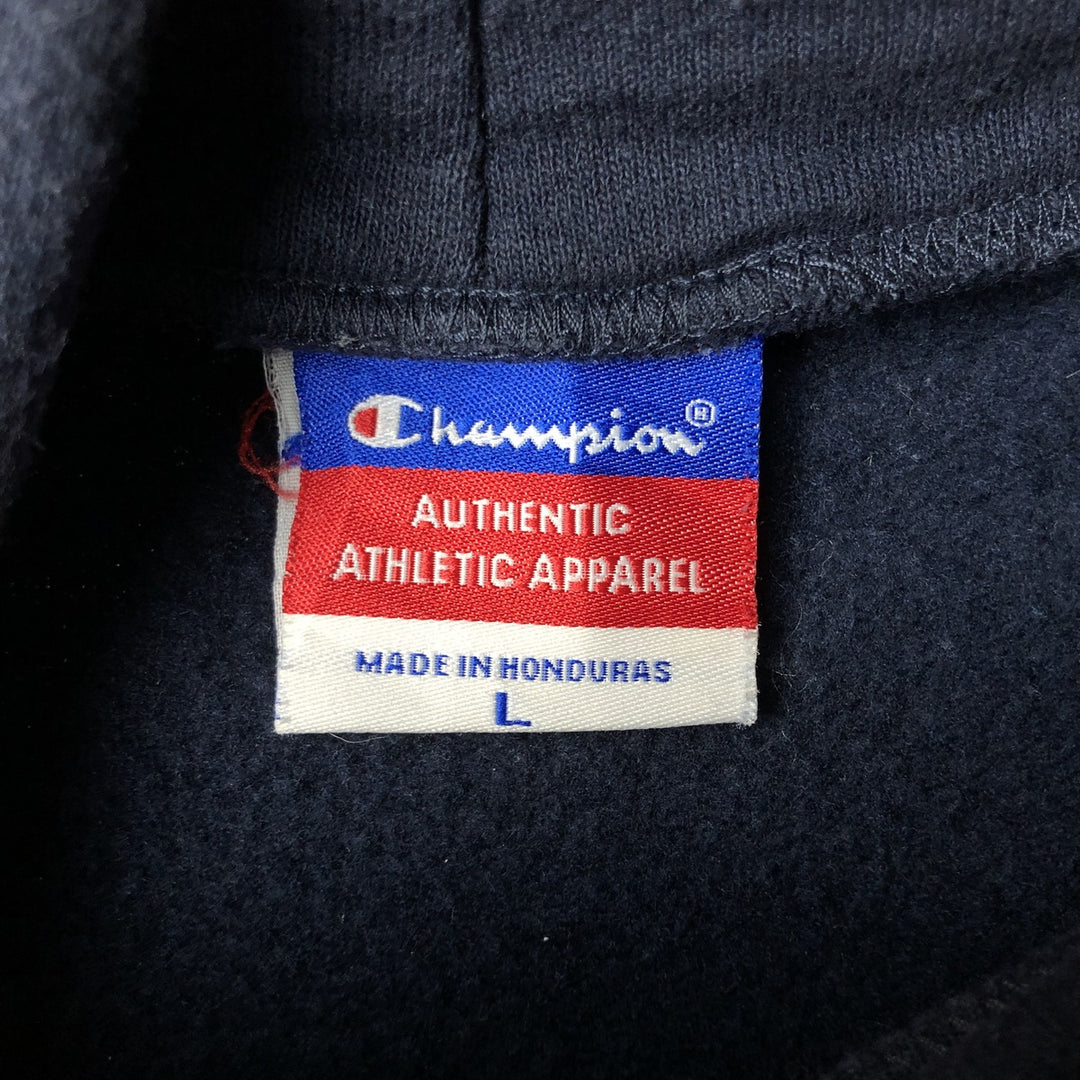 Champion®
AUTHENTIC
ATHLETIC APPAREL
MADE IN HONDURAS
L